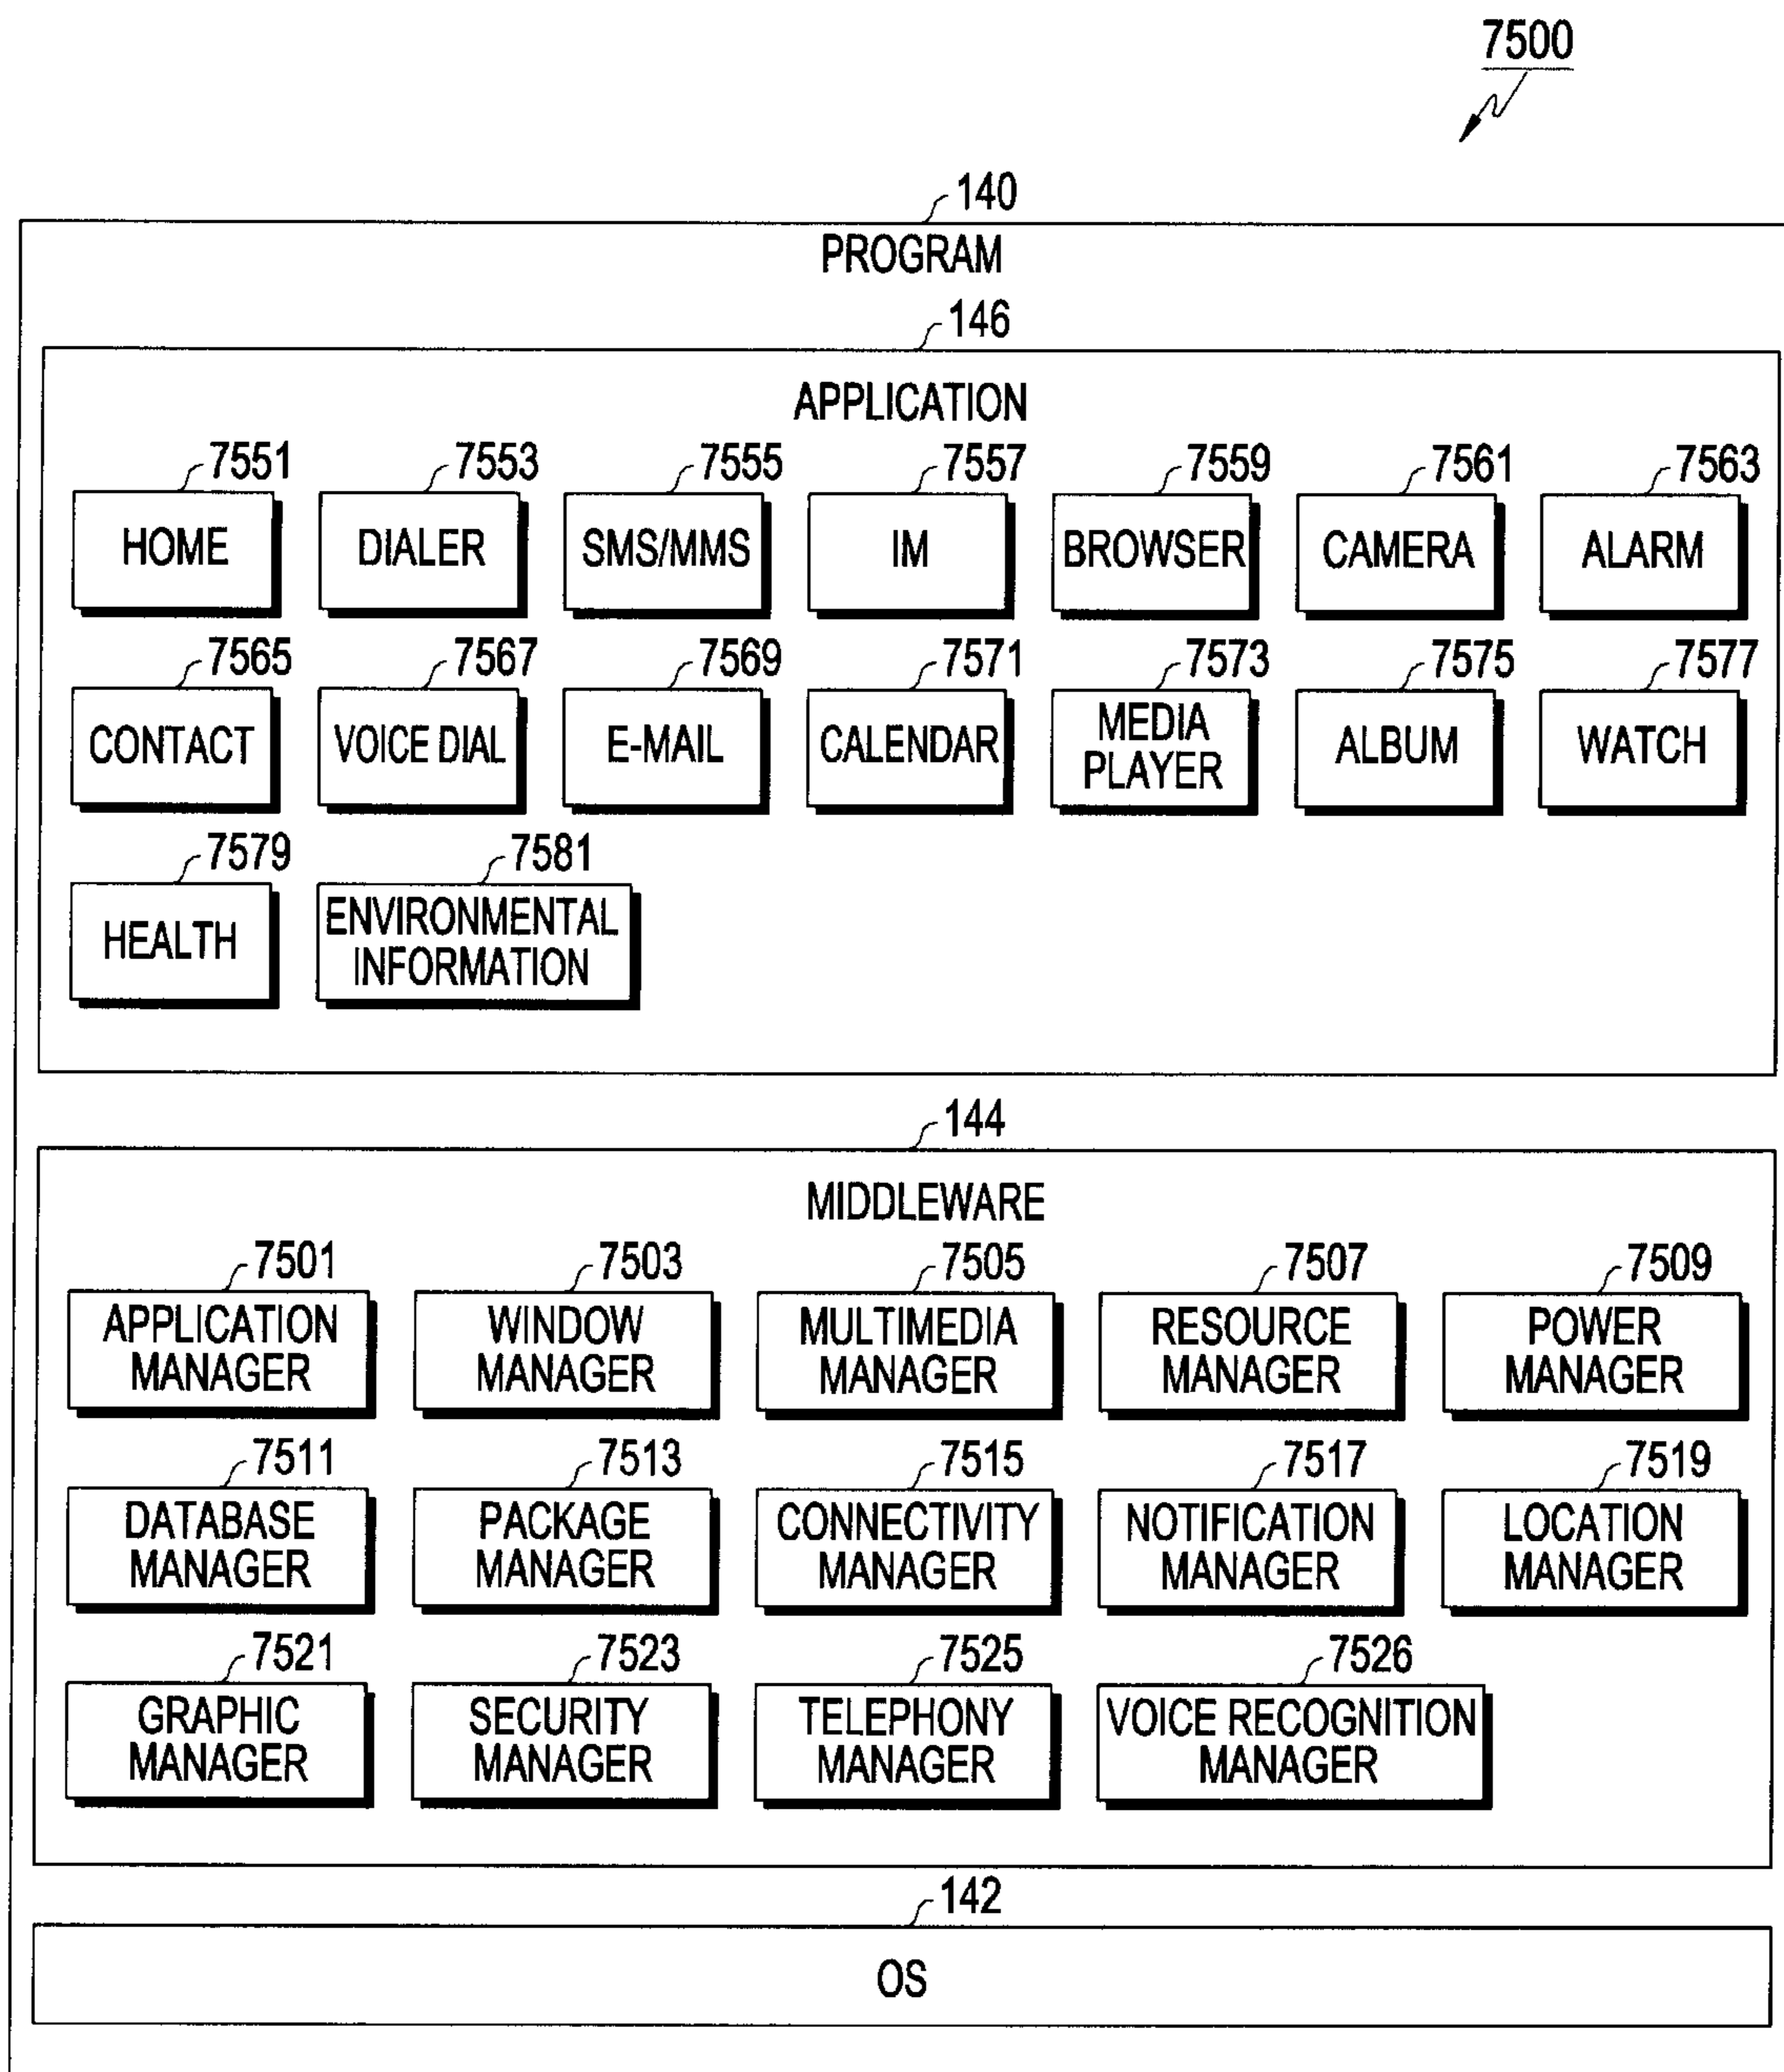 7500
140
PROGRAM
146
APPLICATION
7551 7553 7555 7557 7559 7561 7563
HOME DIALER SMS/MMS IM BROWSER CAMERA ALARM
7565 7567 7569 7571 7573 7575 7577
CONTACT VOICE DIAL E-MAIL CALENDAR MEDIA PLAYER ALBUM WATCH
7579 7581
HEALTH ENVIRONMENTAL INFORMATION
144
MIDDLEWARE
7501 7503 7505 7507 7509
APPLICATION MANAGER WINDOW MANAGER MULTIMEDIA MANAGER RESOURCE MANAGER POWER MANAGER
7511 7513 7515 7517 7519
DATABASE MANAGER PACKAGE MANAGER CONNECTIVITY MANAGER NOTIFICATION MANAGER LOCATION MANAGER
7521 7523 7525 7526
GRAPHIC MANAGER SECURITY MANAGER TELEPHONY MANAGER VOICE RECOGNITION MANAGER
142
OS